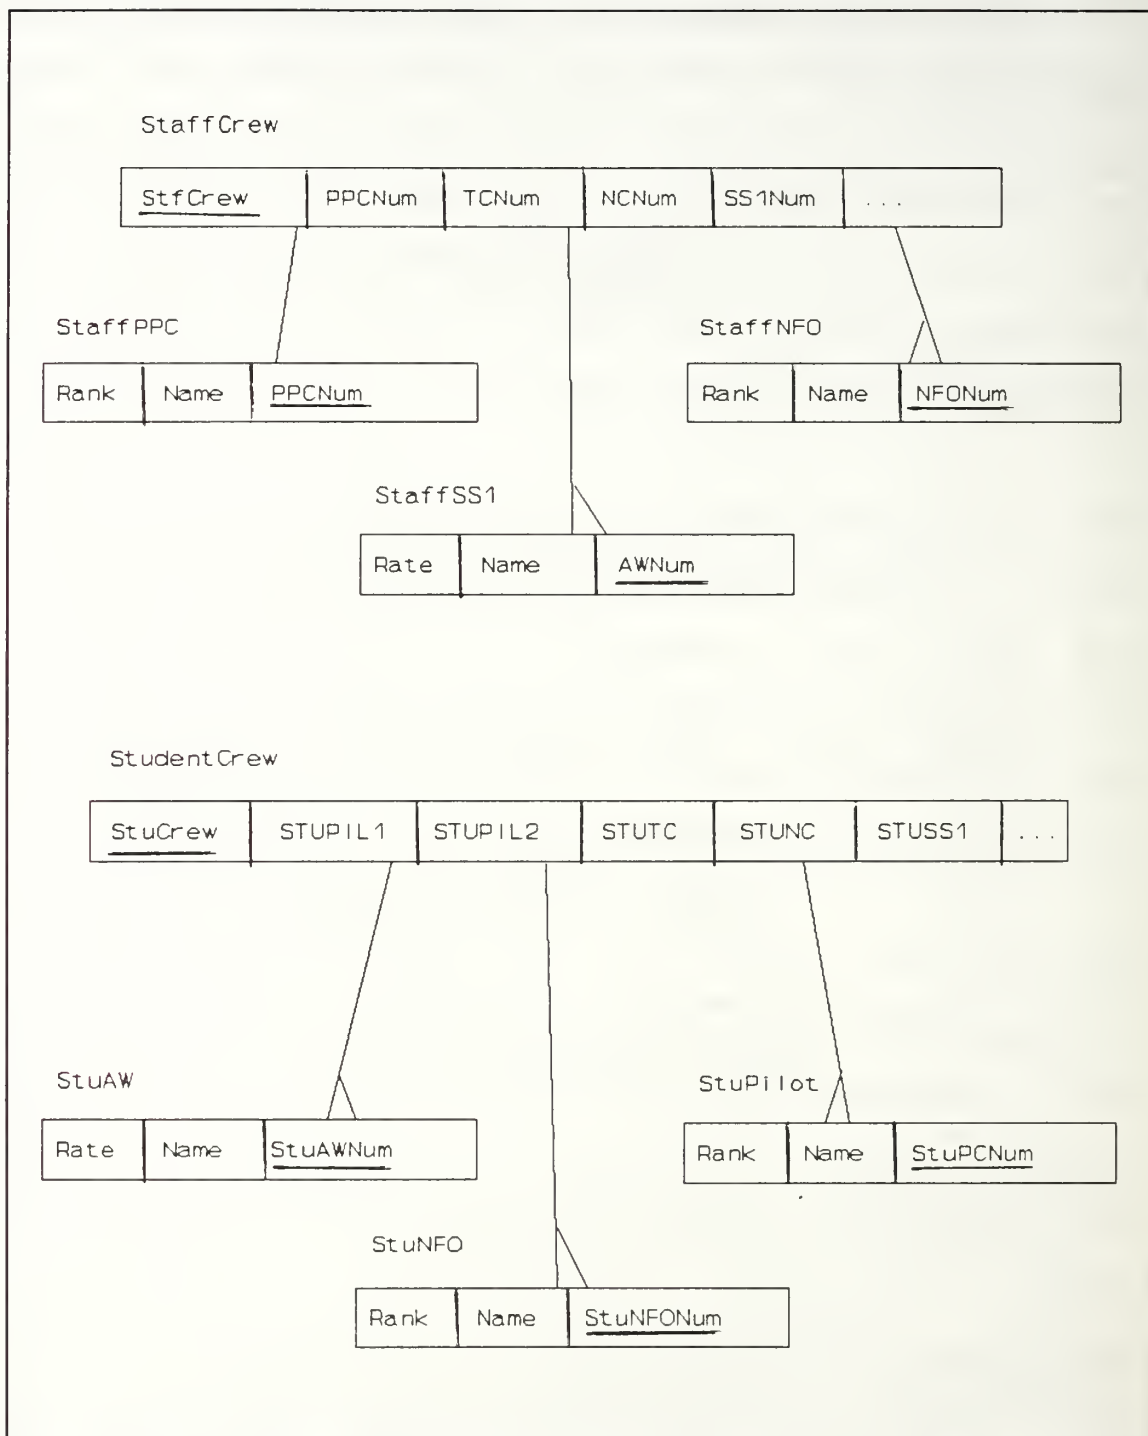 StaffCrew
StfCrew PPCNum TCNum NCNum SS1Num ...
StaffPPC
Rank Name PPCNum
StaffNFO
Rank Name NFONum
StaffSS1
Rate Name AWNum
StudentCrew
StuCrew STUPIL1 STUPIL2 STUTC STUNC STUSS1 ...
StuAW
Rate Name StuAWNum
StuPilot
Rank Name StuPCNum
StuNFO
Rank Name StuNFONum